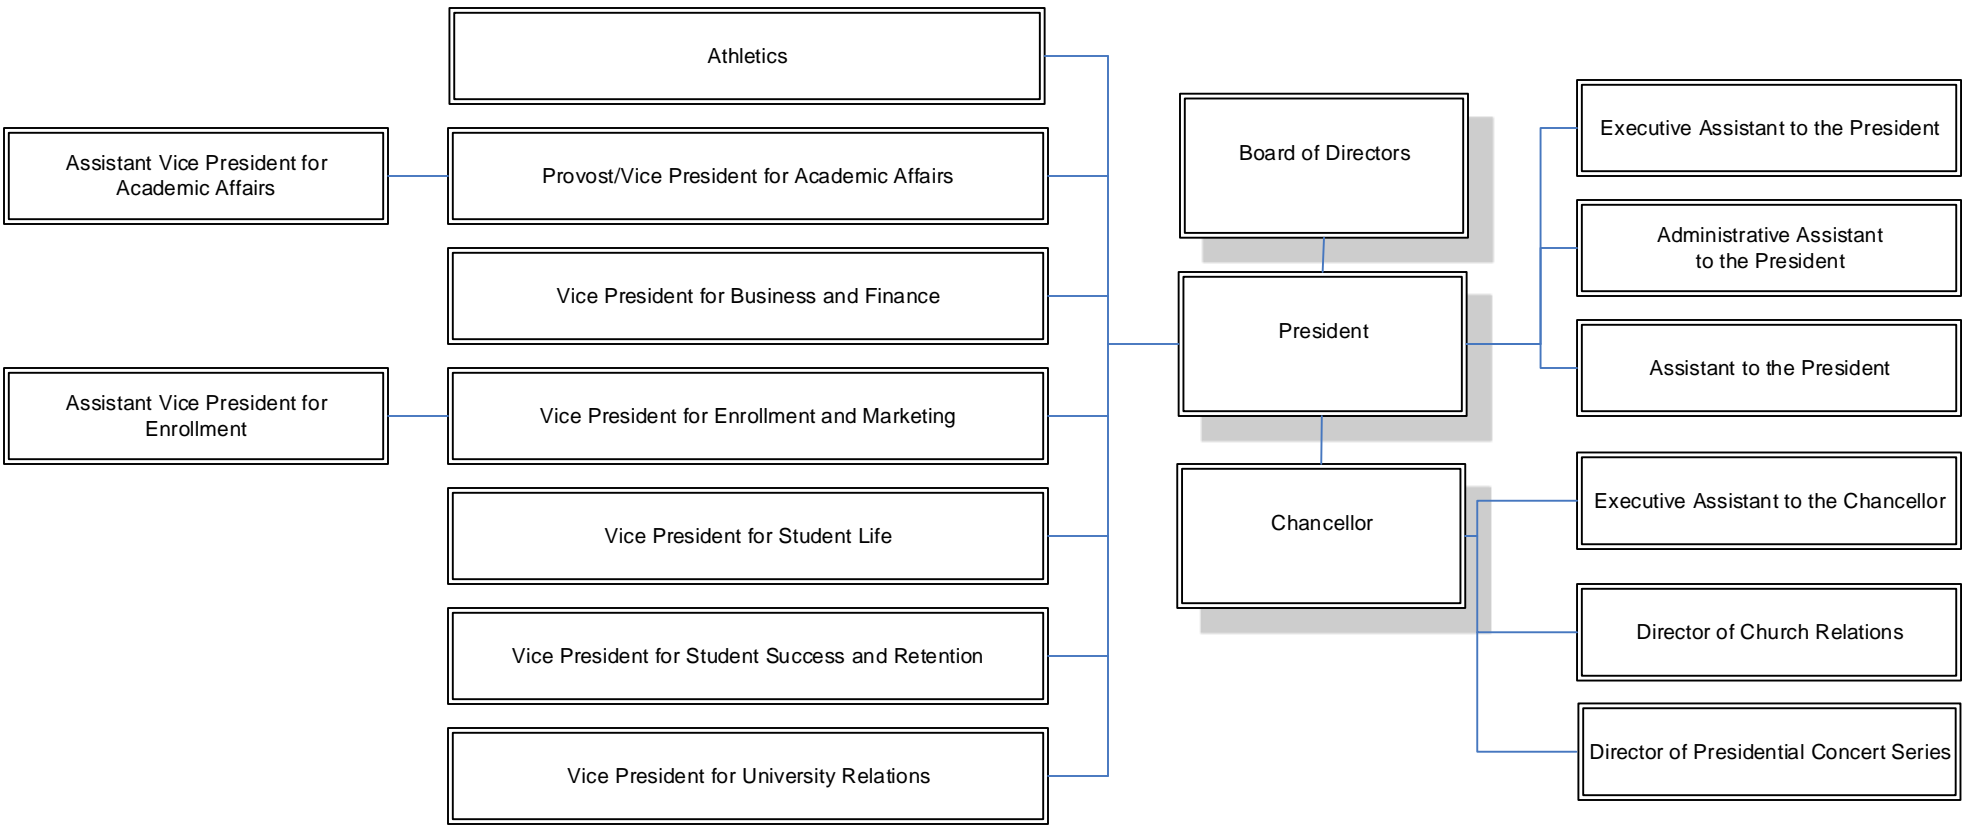 Athletics
Assistant Vice President for
Academic Affairs
Provost/Vice President for Academic Affairs
Vice President for Business and Finance
Assistant Vice President for
Enrollment
Vice President for Enrollment and Marketing
Vice President for Student Life
Vice President for Student Success and Retention
Vice President for University Relations
Board of Directors
President
Chancellor
Executive Assistant to the President
Administrative Assistant
to the President
Assistant to the President
Executive Assistant to the Chancellor
Director of Church Relations
Director of Presidential Concert Series